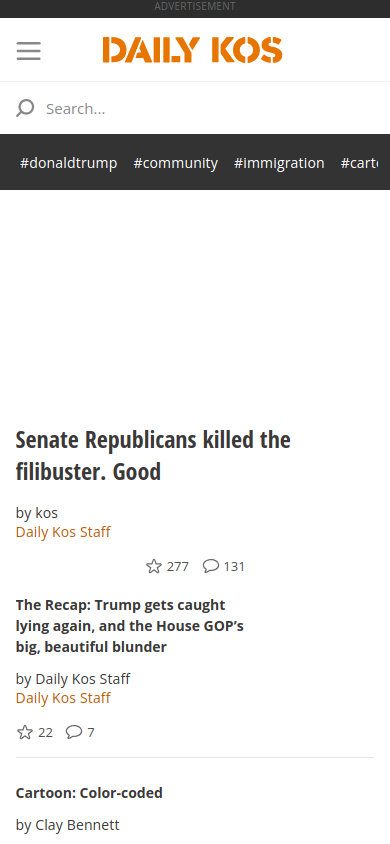 ADVERTISEMENT
DAILY KOS
Search...
#donaldtrump #community #immigration #carto
Senate Republicans killed the
filibuster. Good
by kos
Daily Kos Staff
277 131
The Recap: Trump gets caught
lying again, and the House GOP's
big, beautiful blunder
by Daily Kos Staff
Daily Kos Staff
22 7
Cartoon: Color-coded
by Clay Bennett